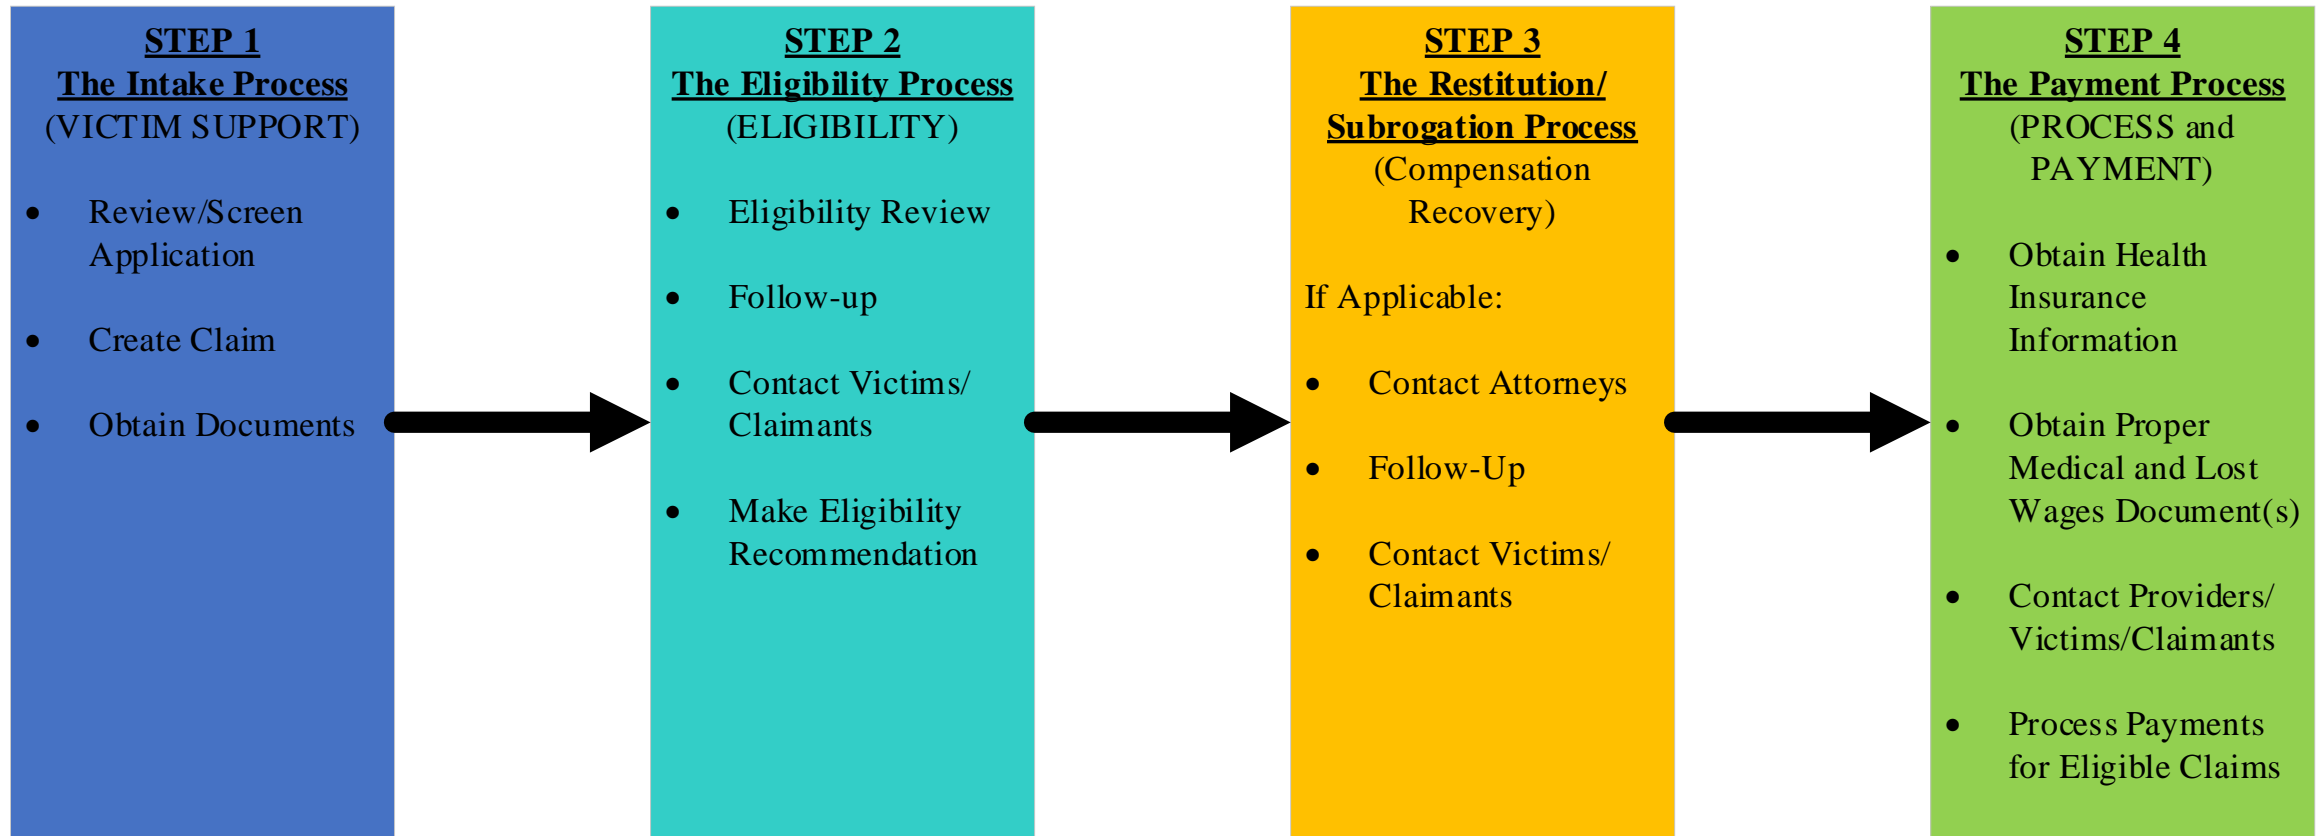 STEP 1
The Intake Process
(VICTIM SUPPORT)
• Review/Screen
Application
• Create Claim
• Obtain Documents
STEP 2
The Eligibility Process
(ELIGIBILITY)
• Eligibility Review
• Follow-up
• Contact Victims/
Claimants
• Make Eligibility
Recommendation
STEP 3
The Restitution/
Subrogation Process
(Compensation
Recovery)
If Applicable:
• Contact Attorneys
• Follow-Up
• Contact Victims/
Claimants
STEP 4
The Payment Process
(PROCESS and
PAYMENT)
• Obtain Health
Insurance
Information
• Obtain Proper
Medical and Lost
Wages Document(s)
• Contact Providers/
Victims/Claimants
• Process Payments
for Eligible Claims